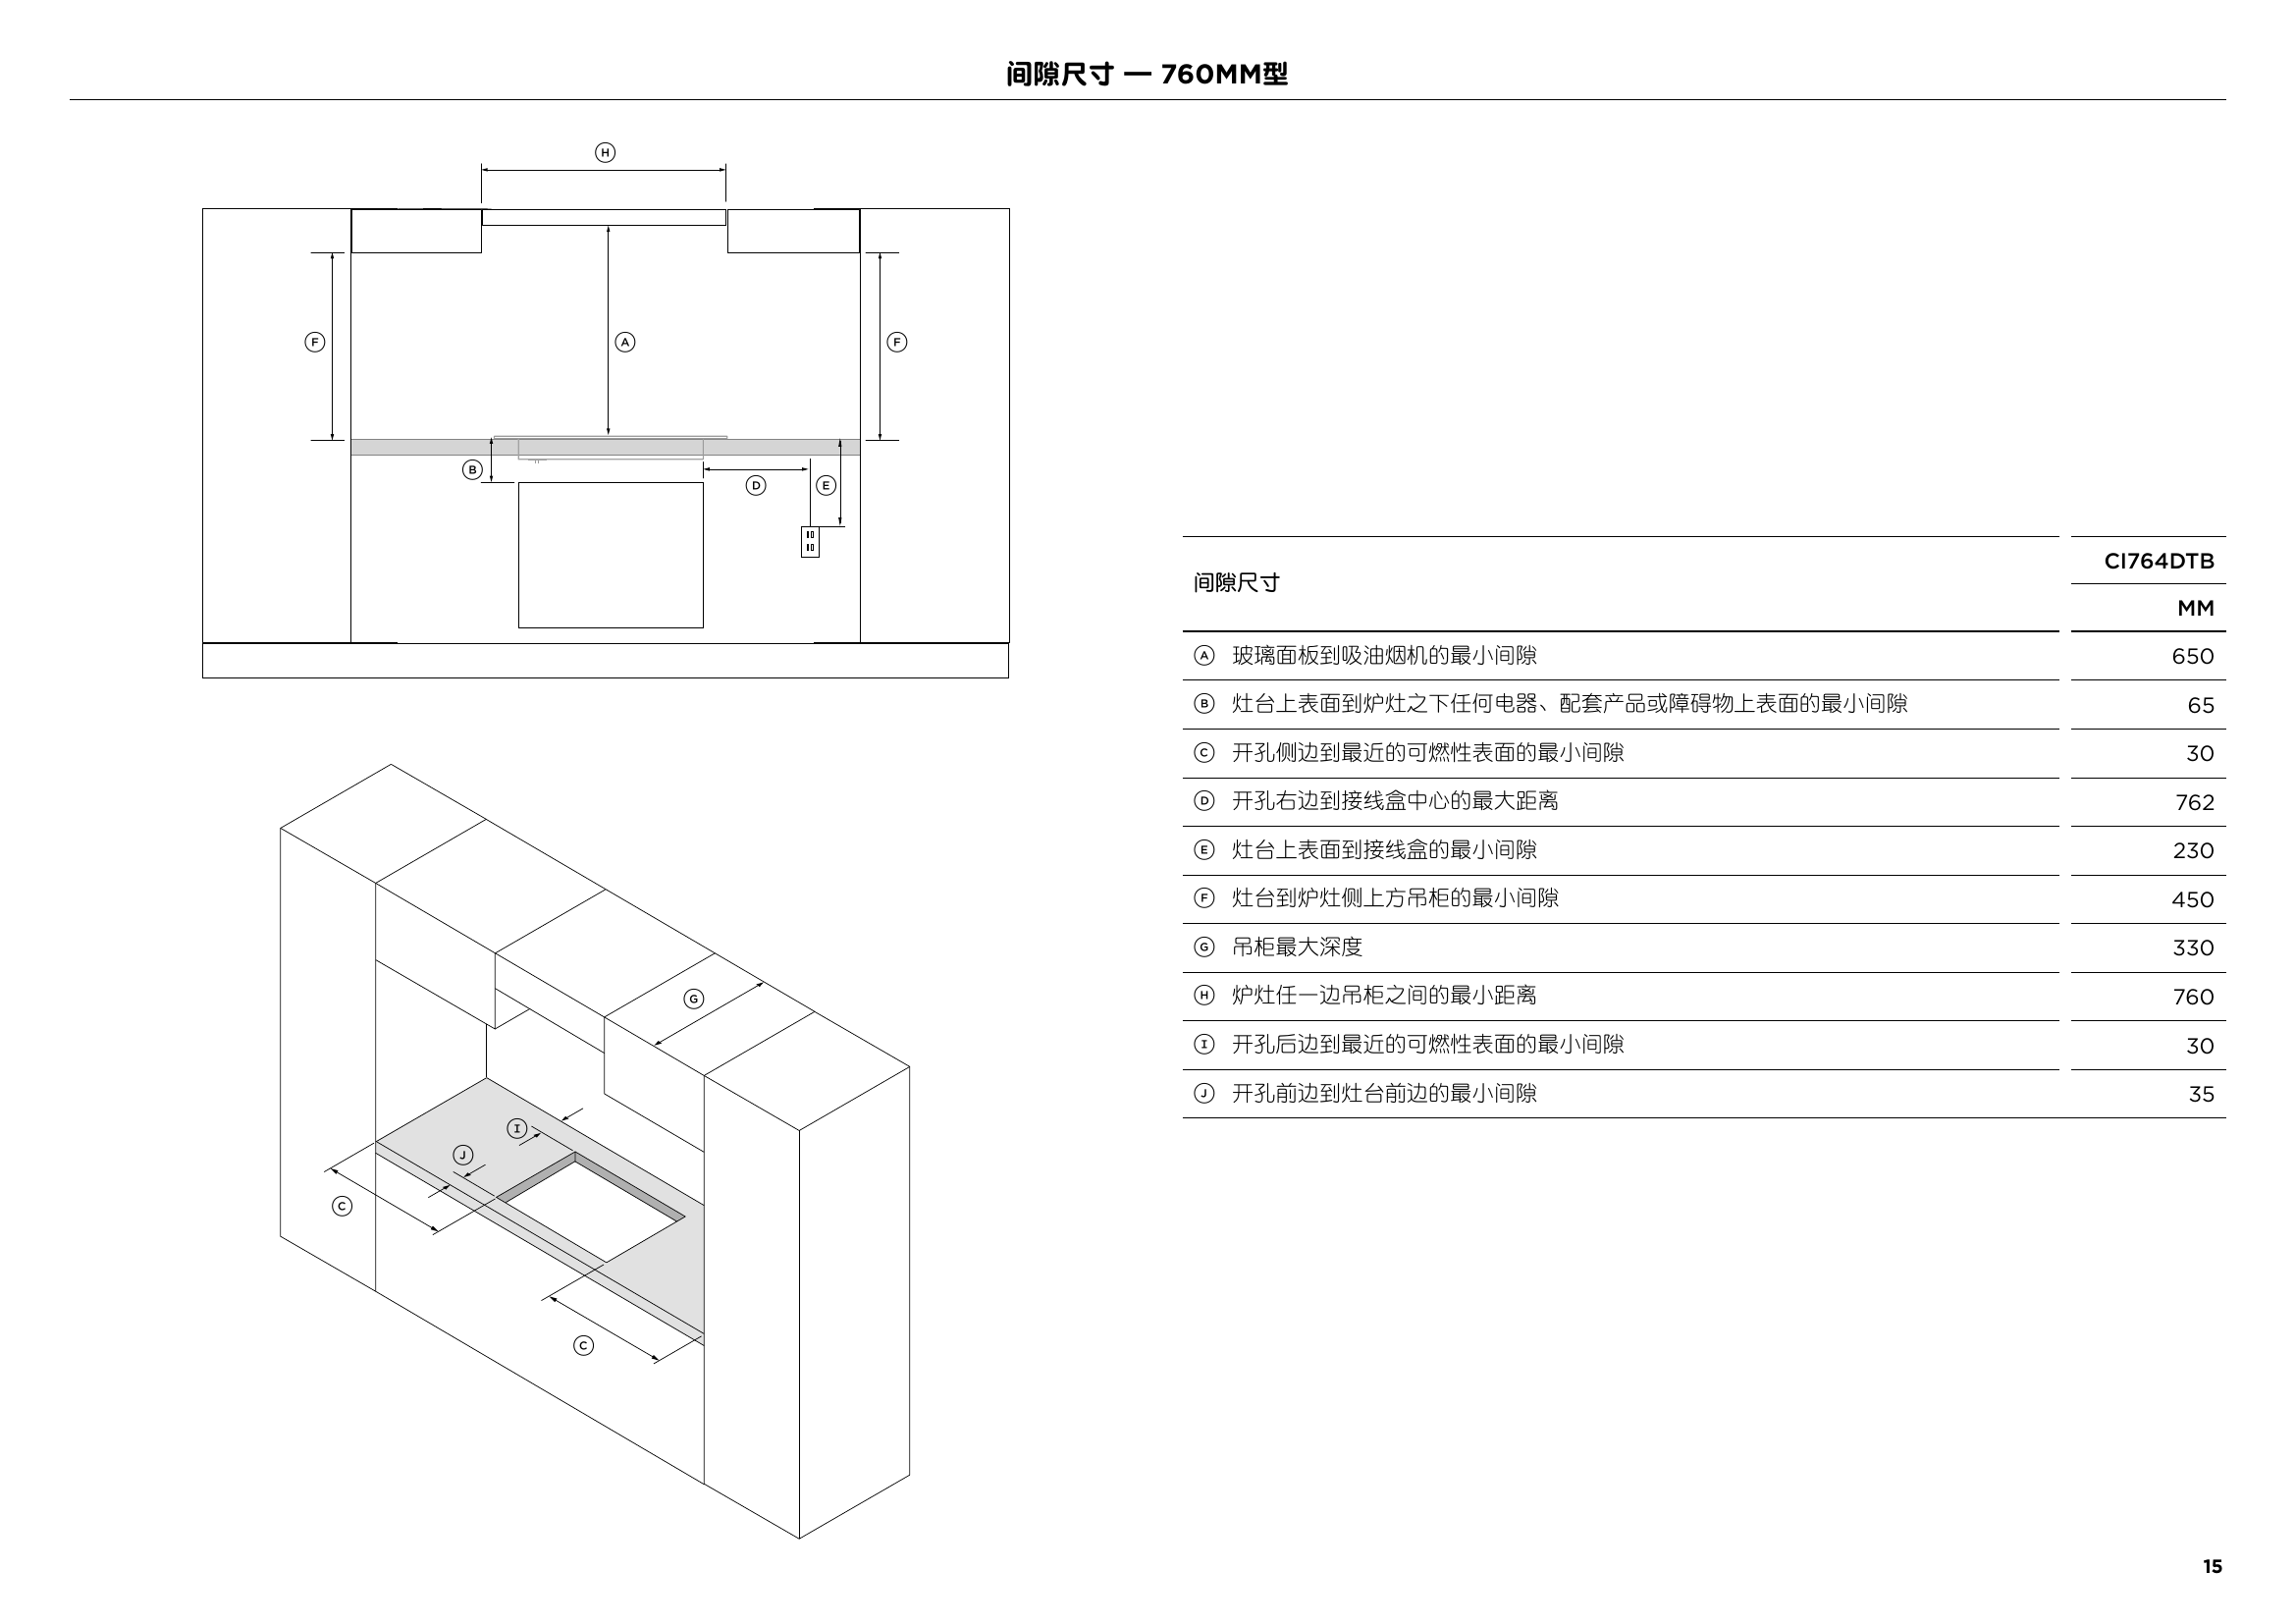 间隙尺寸 — 760MM型
H
F
A
F
B
D
E
间隙尺寸
CI764DTB
MM
A 玻璃面板到吸油烟机的最小间隙 650
B 灶台上表面到炉灶之下任何电器、配套产品或障碍物上表面的最小间隙 65
C 开孔侧边到最近的可燃性表面的最小间隙 30
D 开孔右边到接线盒中心的最大距离 762
E 灶台上表面到接线盒的最小间隙 230
F 灶台到炉灶侧上方吊柜的最小间隙 450
G 吊柜最大深度 330
H 炉灶任一边吊柜之间的最小距离 760
I 开孔后边到最近的可燃性表面的最小间隙 30
J 开孔前边到灶台前边的最小间隙 35
G
I
J
C
C
15